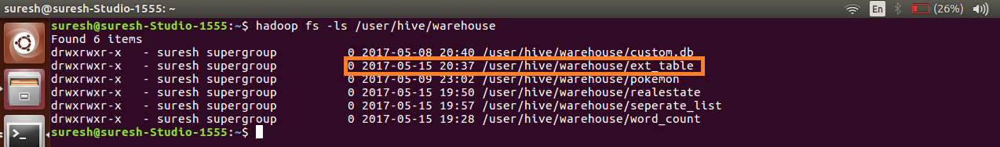 suresh@suresh-Studio-1555: ~
En
(26%)
suresh@suresh-Studio-1555:~$ hadoop fs -ls /user/hive/warehouse
Found 6 items
drwxrwxr-x   - suresh supergroup          0 2017-05-08 20:40 /user/hive/warehouse/custom.db
drwxrwxr-x   - suresh supergroup          0 2017-05-15 20:37 /user/hive/warehouse/ext_table
drwxrwxr-x   - suresh supergroup          0 2017-05-09 23:02 /user/hive/warehouse/pokemon
drwxrwxr-x   - suresh supergroup          0 2017-05-15 19:50 /user/hive/warehouse/realestate
drwxrwxr-x   - suresh supergroup          0 2017-05-15 19:57 /user/hive/warehouse/seperate_list
drwxrwxr-x   - suresh supergroup          0 2017-05-15 19:28 /user/hive/warehouse/word_count
suresh@suresh-Studio-1555:~$